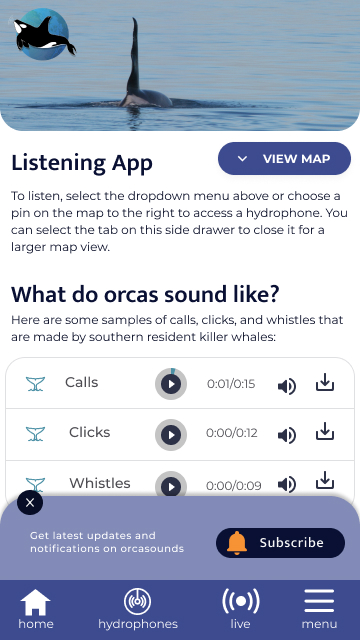 Listening App
VIEW MAP
To listen, select the dropdown menu above or choose a
pin on the map to the right to access a hydrophone. You
can select the tab on this side drawer to close it for a
larger map view.
What do orcas sound like?
Here are some samples of calls, clicks, and whistles that
are made by southern resident killer whales:
Calls 0:01/0:15
Clicks 0:00/0:12
Whistles 0:00/0:09
Get latest updates and
notifications on orcasounds
Subscribe
home hydrophones live menu